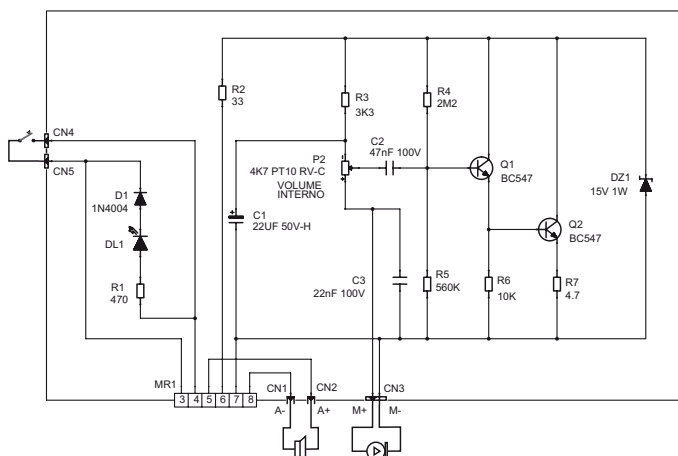 CN4
CN5
D1
1N4004
DL1
R1
470
R2
33
C1
22UF 50V-H
R3
3K3
P2
4K7 PT10 RV-C
VOLUME
INTERNO
C2
47nF 100V
C3
22nF 100V
R4
2M2
R5
560K
Q1
BC547
R6
10K
Q2
BC547
R7
4.7
DZ1
15V 1W
MR1
3 4 5 6 7 8
CN1
A-
CN2
A+
CN3
M+
M-